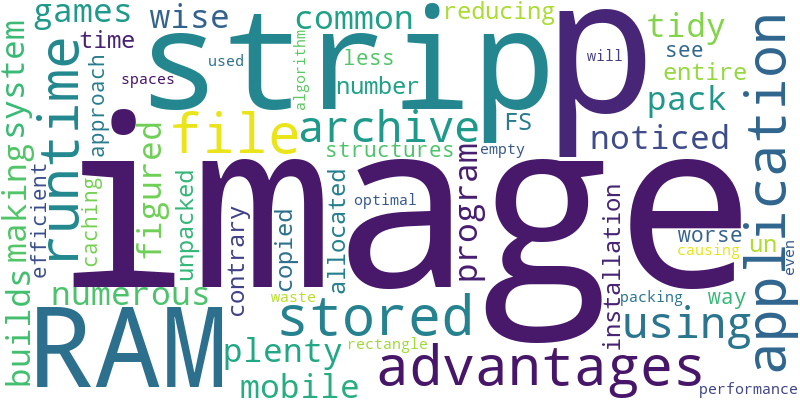 games
wise
common
reducing
tidy
application
time
stripp
p
less
see
system
runtime
spaces
used
algorithm
number
will
entire
approach
file
archive
FS
pack
making
figured
structures
program
empty
noticed
image
efficient
caching
unpacked
contrary
copied
allocated
optimal
installation
worse
un
causing
even
builds
numerous
RAM
waste
stored
packing
way
using
plenty
rectangle
mobile
advantages
performance